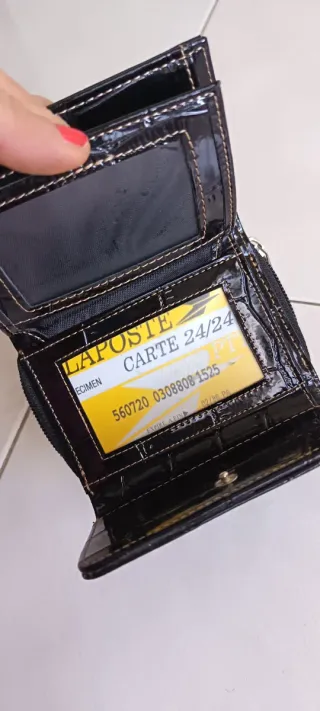 LAPOSTE
CARTE 24/24
ECIMEN
560720 0308808 1525